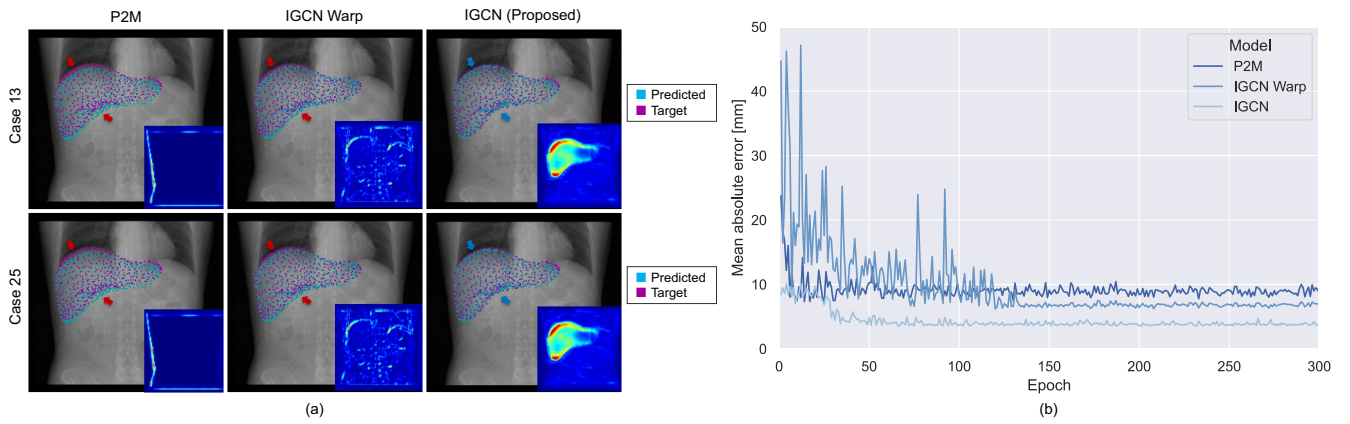 P2M
IGCN Warp
IGCN (Proposed)
Case 13
Predicted
Target
Case 25
Predicted
Target
(a)
50
40
30
20
10
0
Mean absolute error [mm]
Model
P2M
IGCN Warp
IGCN
0
50
100
150
200
250
300
Epoch
(b)